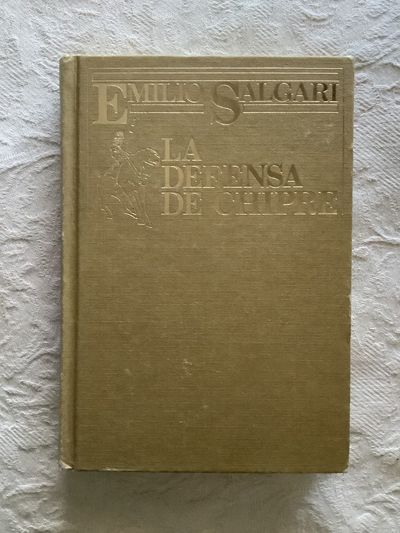 EMILIO SALGARI
LA
DEFENSA
DE CHIPRE